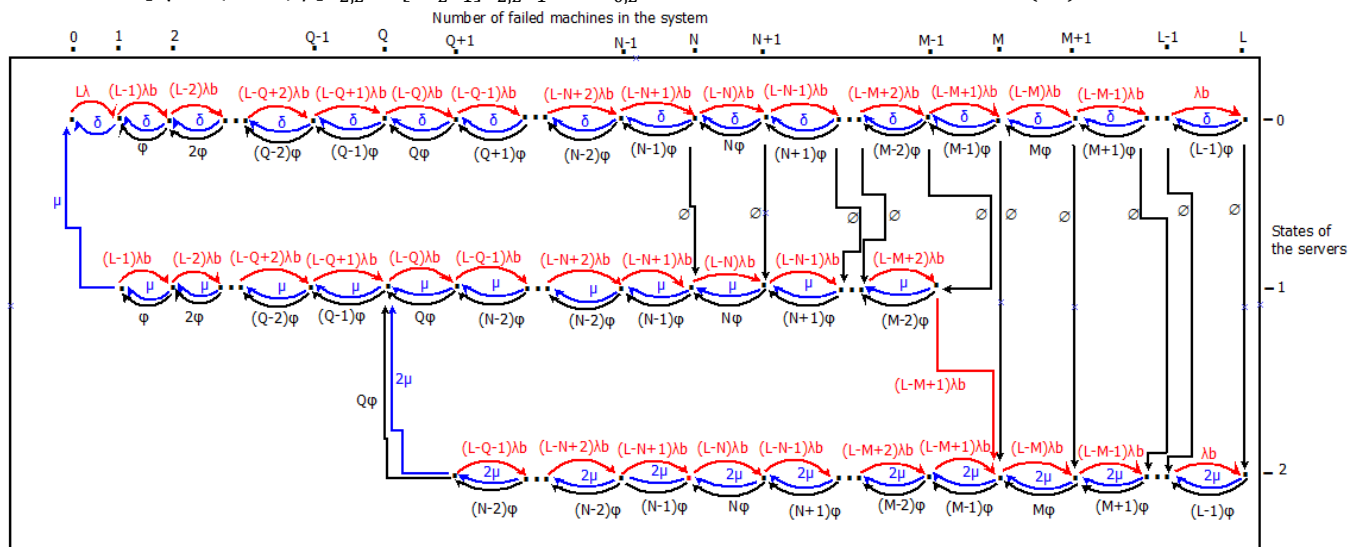 Number of failed machines in the system
0 1 2 Q-1 Q Q+1 N-1 N N+1 M-1 M M+1 L-1 L
Lλ (L-1)λb (L-2)λb (L-Q+2)λb (L-Q+1)λb (L-Q)λb (L-Q-1)λb (L-N+2)λb (L-N+1)λb (L-N)λb (L-N-1)λb (L-M+2)λb (L-M+1)λb (L-M)λb (L-M-1)λb λb
δ δ δ δ δ δ δ δ δ δ δ δ δ δ δ δ 0
φ 2φ (Q-2)φ (Q-1)φ Qφ (Q+1)φ (N-2)φ (N-1)φ Nφ (N+1)φ (M-2)φ (M-1)φ Mφ (M+1)φ (L-1)φ
μ ∅ ∅ ∅ ∅ ∅ ∅ ∅ ∅ ∅ ∅
States of
the servers
(L-1)λb (L-2)λb (L-Q+2)λb (L-Q+1)λb (L-Q)λb (L-Q-1)λb (L-N+2)λb (L-N+1)λb (L-N)λb (L-N-1)λb (L-M+2)λb
μ μ μ μ μ μ μ μ μ μ μ 1
φ 2φ (Q-2)φ (Q-1)φ Qφ (N-2)φ (N-2)φ (N-1)φ Nφ (N+1)φ (M-2)φ
2μ
Qφ
(L-M+1)λb
(L-Q-1)λb (L-N+2)λb (L-N+1)λb (L-N)λb (L-N-1)λb (L-M+2)λb (L-M+1)λb (L-M)λb (L-M-1)λb λb
2μ 2μ 2μ 2μ 2μ 2μ 2μ 2μ 2μ 2μ 2
(N-2)φ (N-2)φ (N-1)φ Nφ (N+1)φ (M-2)φ (M-1)φ Mφ (M+1)φ (L-1)φ